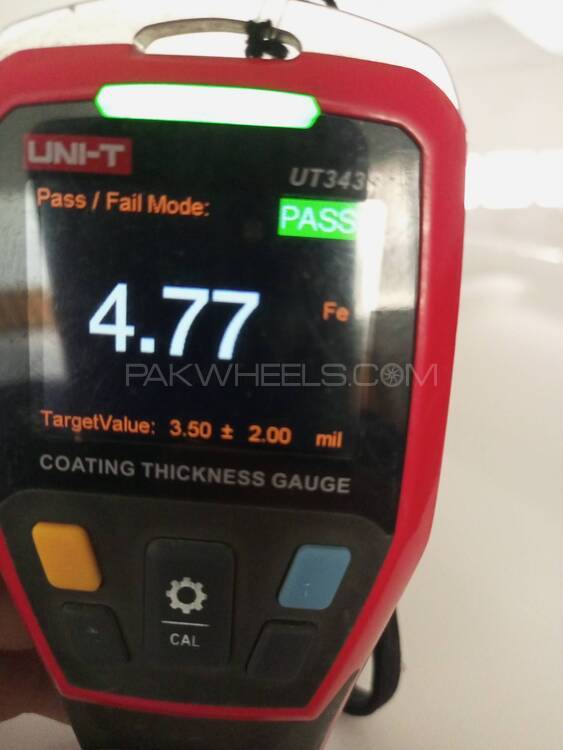 UNI-T
UT343
Pass / Fail Mode:
PASS
4.77
Fe
PAKWHEELS.COM
TargetValue: 3.50 ± 2.00 mil
COATING THICKNESS GAUGE
CAL